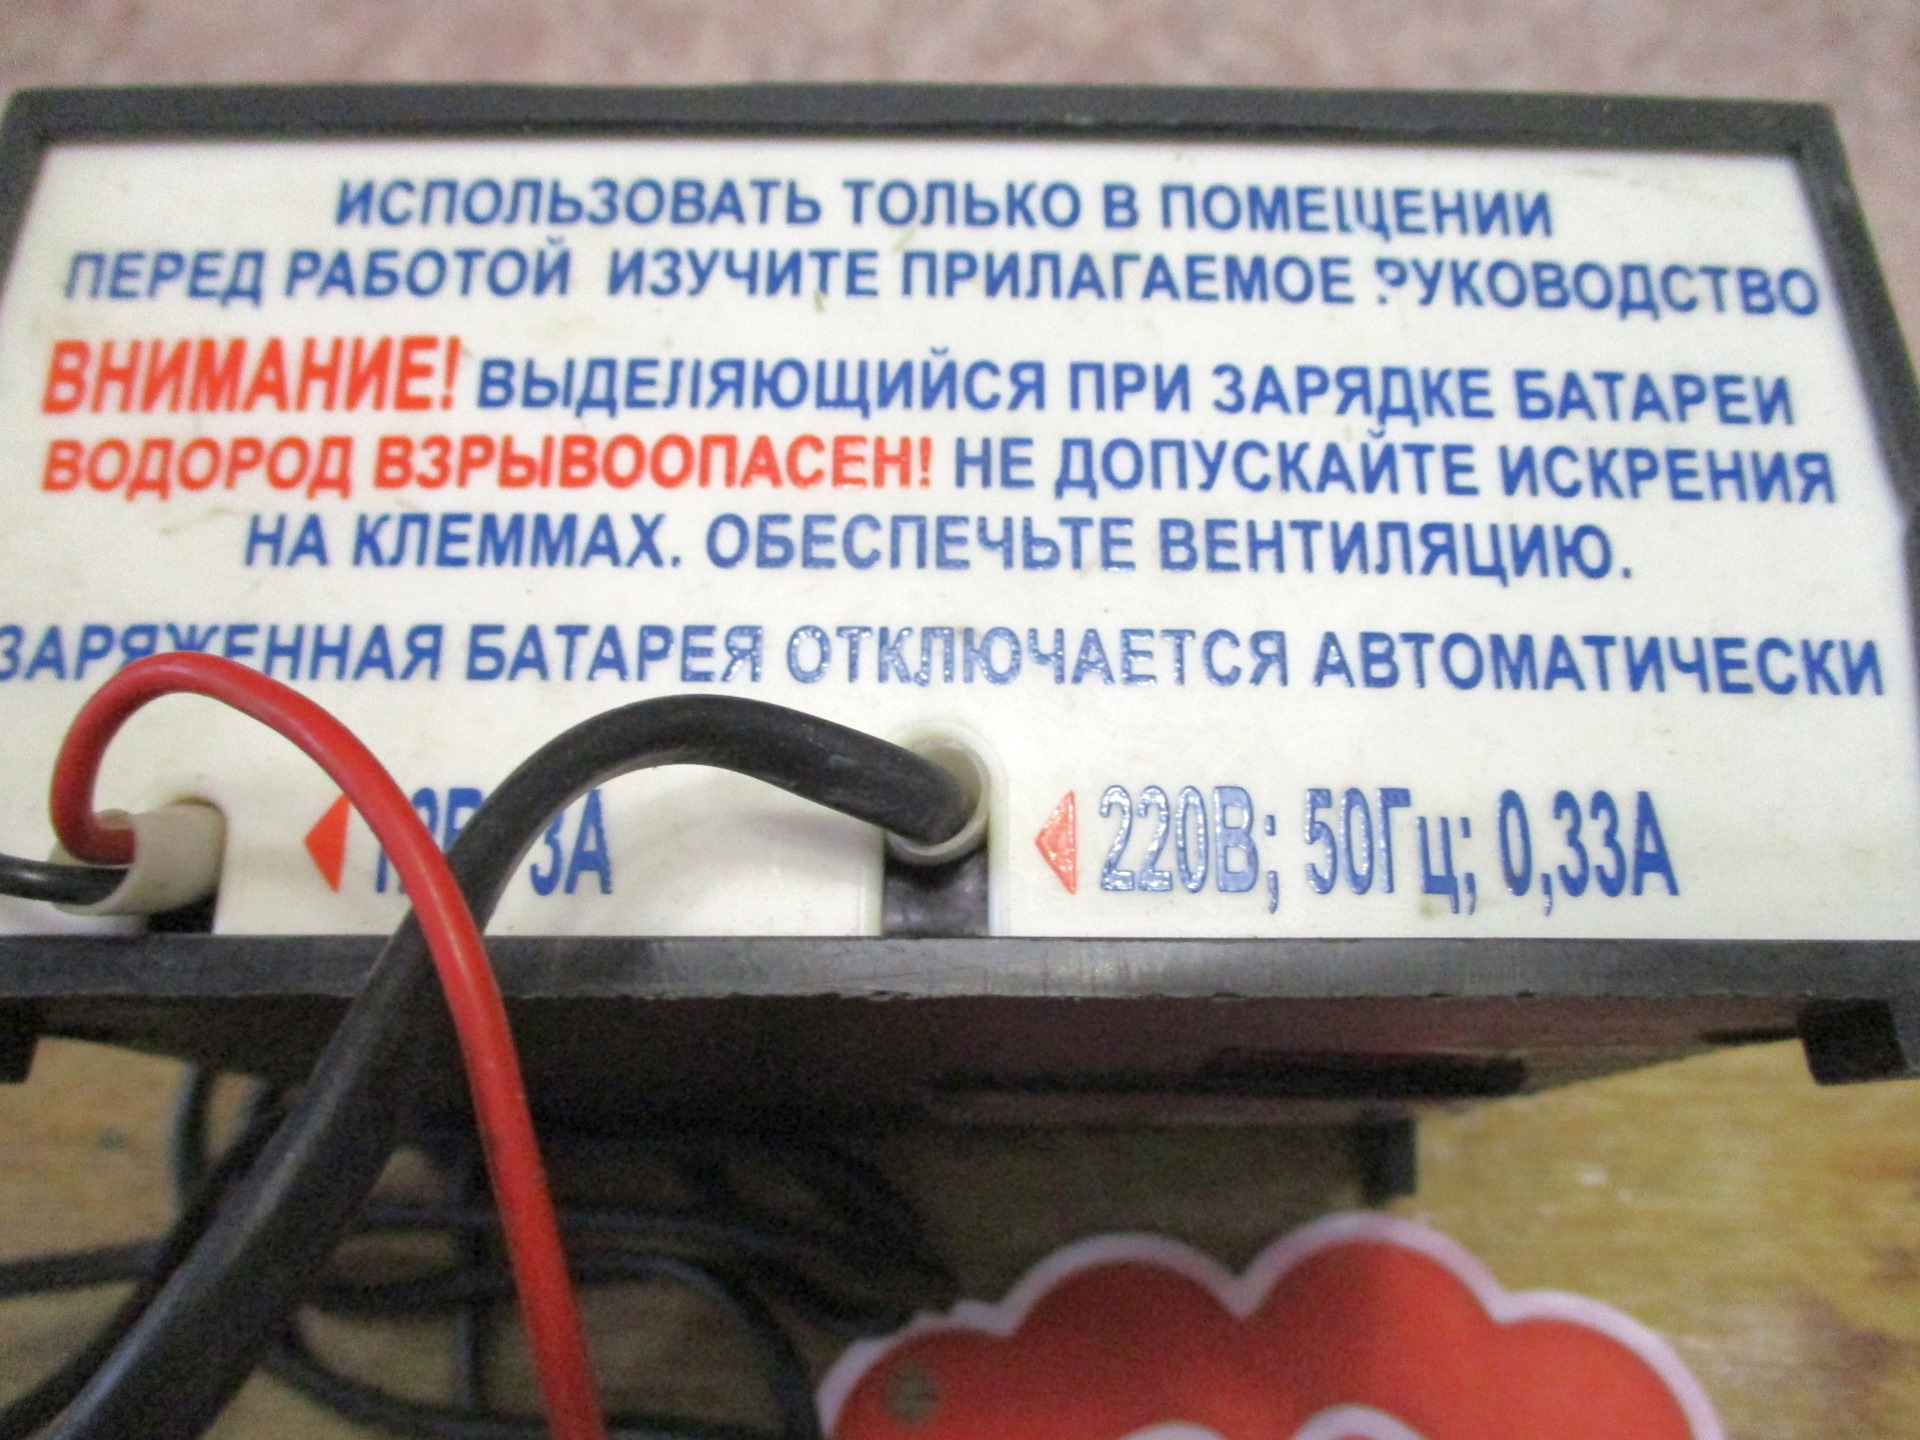 ИСПОЛЬЗОВАТЬ ТОЛЬКО В ПОМЕЩЕНИИ
ПЕРЕД РАБОТОЙ ИЗУЧИТЕ ПРИЛАГАЕМОЕ РУКОВОДСТВО
ВНИМАНИЕ! ВЫДЕЛЯЮЩИЙСЯ ПРИ ЗАРЯДКЕ БАТАРЕИ
ВОДОРОД ВЗРЫВООПАСЕН! НЕ ДОПУСКАЙТЕ ИСКРЕНИЯ
НА КЛЕММАХ. ОБЕСПЕЧЬТЕ ВЕНТИЛЯЦИЮ.
ЗАРЯЖЕННАЯ БАТАРЕЯ ОТКЛЮЧАЕТСЯ АВТОМАТИЧЕСКИ
3А 220В; 50Гц; 0,33А